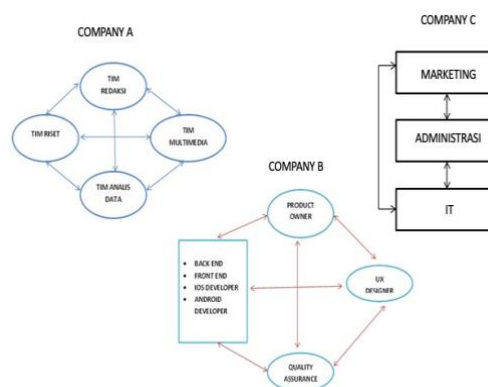 COMPANY A
TIM
REDAKSI
TIM RISET
TIM
MULTIMEDIA
TIM ANALIS
DATA
COMPANY B
PRODUCT
OWNER
• BACK END
• FRONT END
• IOS DEVELOPER
• ANDROID
DEVELOPER
UX
DESIGNER
QUALITY
ASSURANCE
COMPANY C
MARKETING
ADMINISTRASI
IT